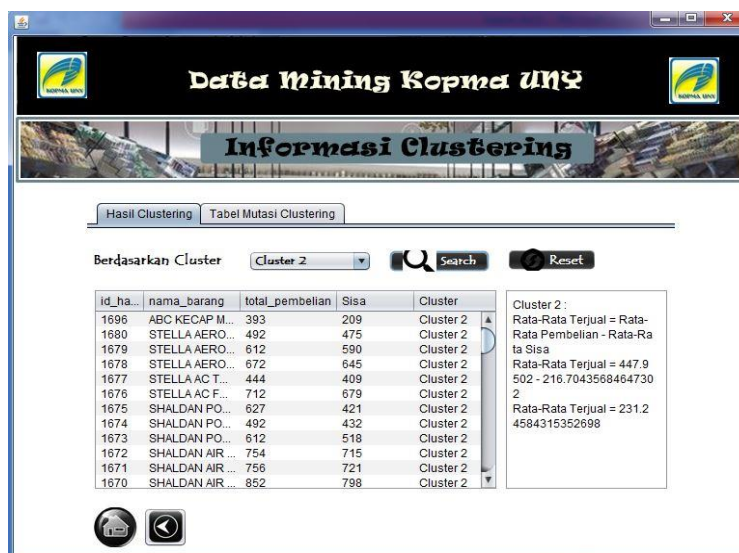 KOPMA UNY
Data Mining Kopma UNY
KOPMA UNY
Informasi Clustering
Hasil Clustering Tabel Mutasi Clustering
Berdasarkan Cluster Cluster 2 Search Reset
id_ha... nama_barang total_pembelian Sisa Cluster
1696 ABC KECAP M... 393 209 Cluster 2
1680 STELLA AERO... 492 475 Cluster 2
1679 STELLA AERO... 612 590 Cluster 2
1678 STELLA AERO... 672 645 Cluster 2
1677 STELLA AC T... 444 409 Cluster 2
1676 STELLA AC F... 712 679 Cluster 2
1675 SHALDAN PO... 627 421 Cluster 2
1674 SHALDAN PO... 492 432 Cluster 2
1673 SHALDAN PO... 612 518 Cluster 2
1672 SHALDAN AIR ... 754 715 Cluster 2
1671 SHALDAN AIR ... 756 721 Cluster 2
1670 SHALDAN AIR ... 852 798 Cluster 2
Cluster 2 :
Rata-Rata Terjual = Rata-
Rata Pembelian - Rata-Ra
ta Sisa
Rata-Rata Terjual = 447.9
502 - 216.7043568464730
2
Rata-Rata Terjual = 231.2
4584315352698